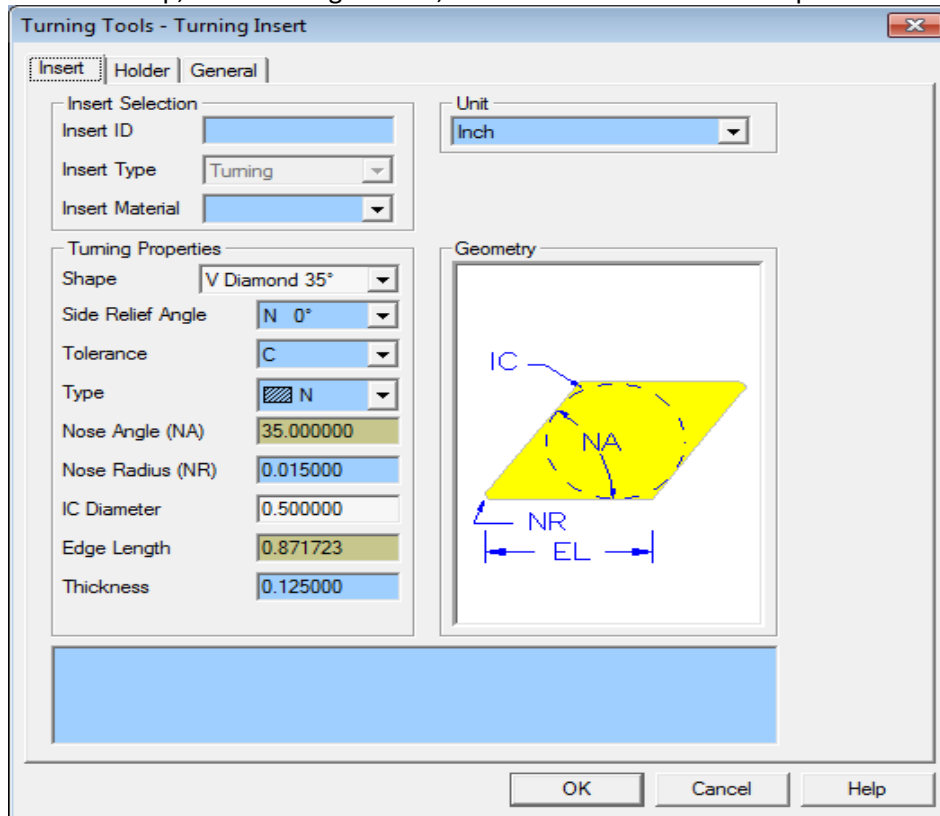 Turning Tools - Turning Insert
Insert Holder General
Insert Selection
Insert ID
Insert Type Turning
Insert Material
Unit
Inch
Turning Properties
Shape V Diamond 35°
Side Relief Angle N 0°
Tolerance C
Type N
Nose Angle (NA) 35.000000
Nose Radius (NR) 0.015000
IC Diameter 0.500000
Edge Length 0.871723
Thickness 0.125000
Geometry
IC
NA
NR
EL
OK Cancel Help